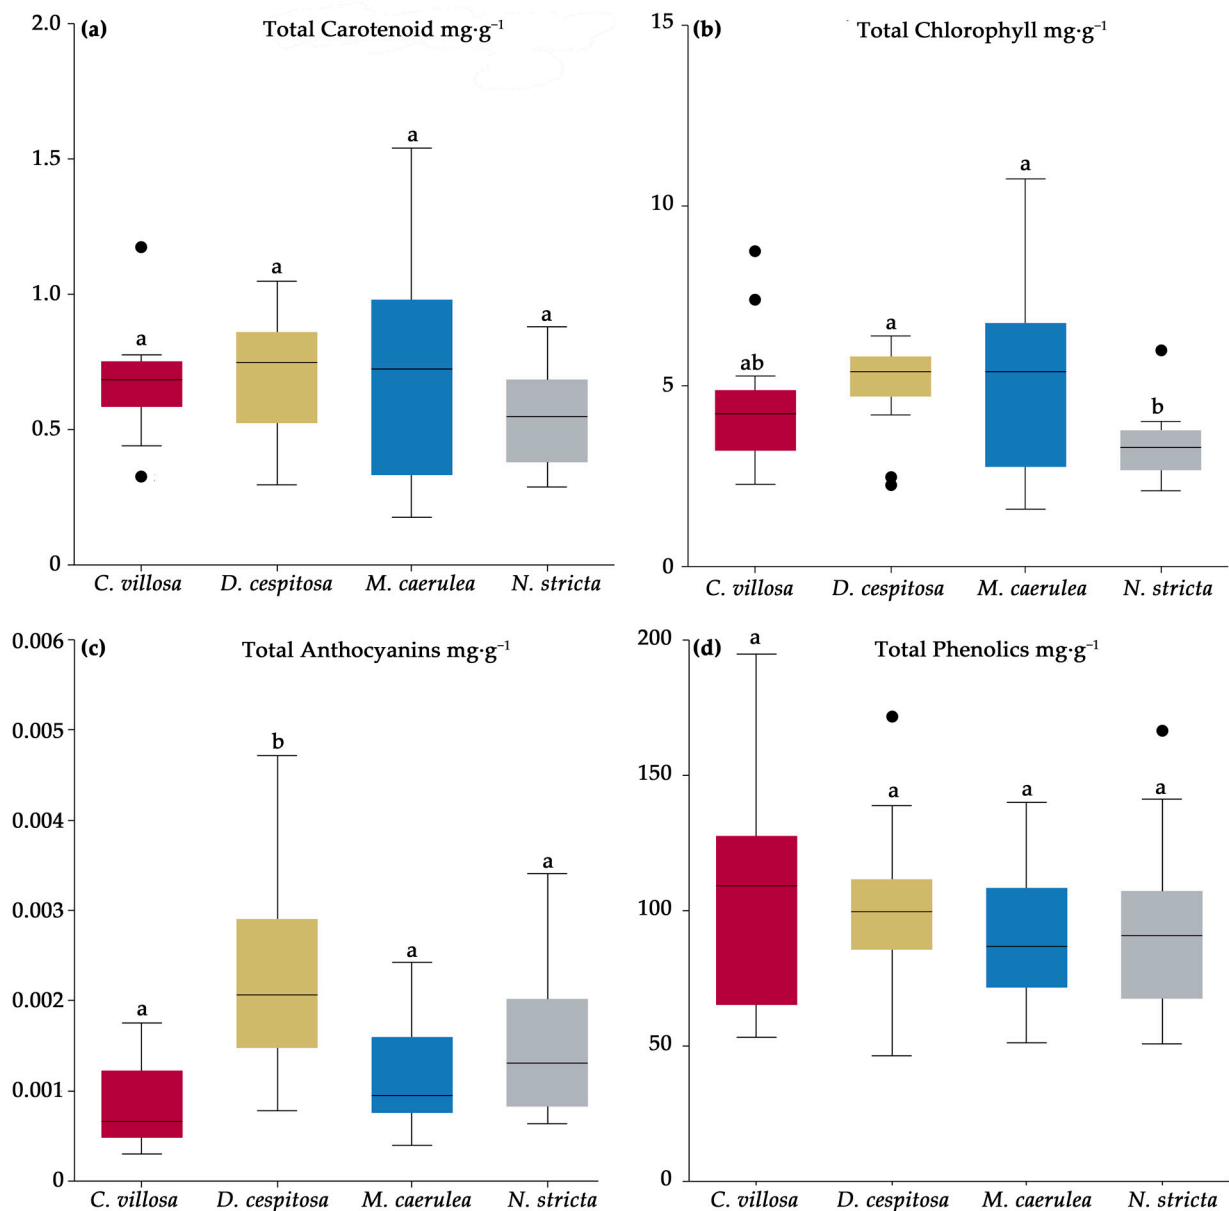 (a) Total Carotenoid mg·g⁻¹
2.0
1.5
1.0
0.5
0
a
a
a
a
C. villosa D. cespitosa M. caerulea N. stricta
(b) Total Chlorophyll mg·g⁻¹
15
10
5
0
ab
a
a
b
C. villosa D. cespitosa M. caerulea N. stricta
(c) Total Anthocyanins mg·g⁻¹
0.006
0.005
0.004
0.003
0.002
0.001
0
a
b
a
a
C. villosa D. cespitosa M. caerulea N. stricta
(d) Total Phenolics mg·g⁻¹
200
150
100
50
0
a
a
a
a
C. villosa D. cespitosa M. caerulea N. stricta